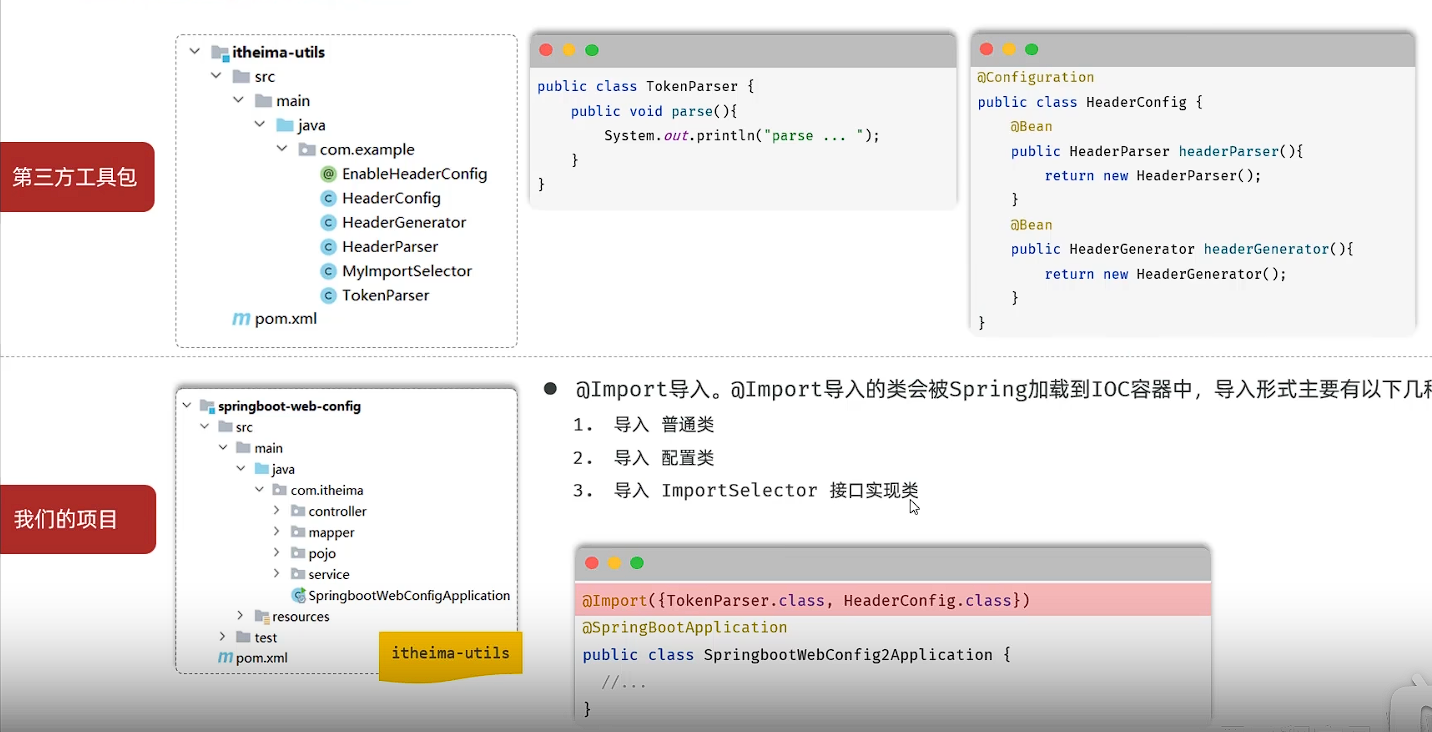 第三方工具包
itheima-utils
src
main
java
com.example
EnableHeaderConfig
HeaderConfig
HeaderGenerator
HeaderParser
MyImportSelector
TokenParser
pom.xml
public class TokenParser {
public void parse(){
System.out.println("parse ... ");
}
}
@Configuration
public class HeaderConfig {
@Bean
public HeaderParser headerParser(){
return new HeaderParser();
}
@Bean
public HeaderGenerator headerGenerator(){
return new HeaderGenerator();
}
}
我们的项目
springboot-web-config
src
main
java
com.itheima
controller
mapper
pojo
service
SpringbootWebConfigApplication
resources
test
pom.xml
itheima-utils
@Import导入。@Import导入的类会被Spring加载到IOC容器中，导入形式主要有以下几
1. 导入 普通类
2. 导入 配置类
3. 导入 ImportSelector 接口实现类
@Import({TokenParser.class, HeaderConfig.class})
@SpringBootApplication
public class SpringbootWebConfig2Application {
//...
}